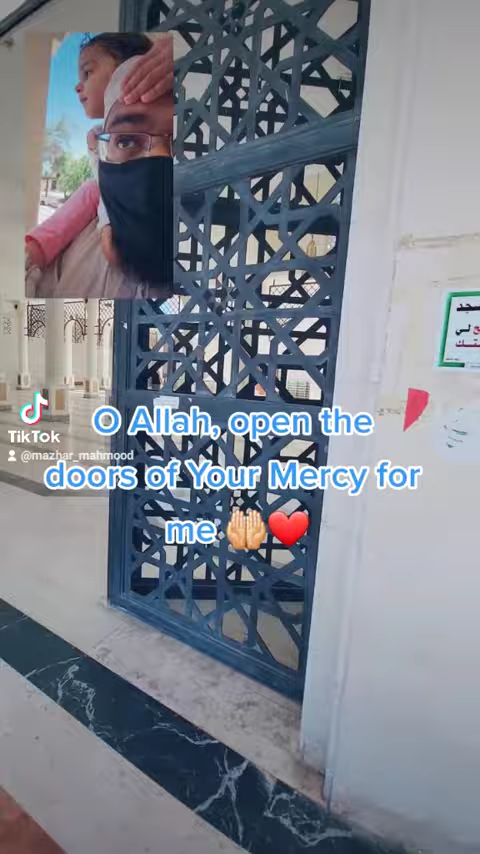 O Allah, open the
doors of Your Mercy for
me 🤲🏼❤️
TikTok
@mazhar_mahmood